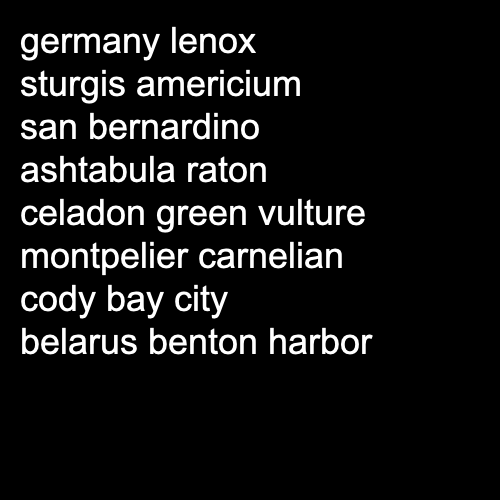 germany lenox
sturgis americium
san bernardino
ashtabula raton
celadon green vulture
montpelier carnelian
cody bay city
belarus benton harbor